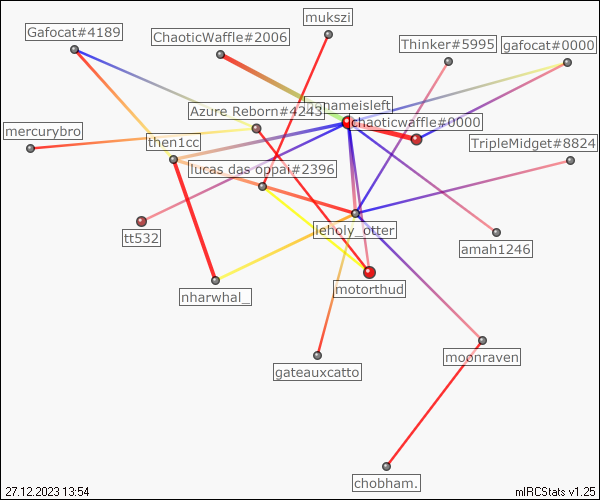 mukszi
Gafocat#4189
ChaoticWaffle#2006
Thinker#5995
gafocat#0000
nameisleft
Azure Reborn#4243
chaoticwaffle#0000
mercurybro
then1cc
TripleMidget#8824
lucas das oppai#2396
tt532
leholy_otter
amah1246
nharwhal_
motorthud
moonraven
gateauxcatto
chobham.
27.12.2023 13:54
mIRCStats v1.25